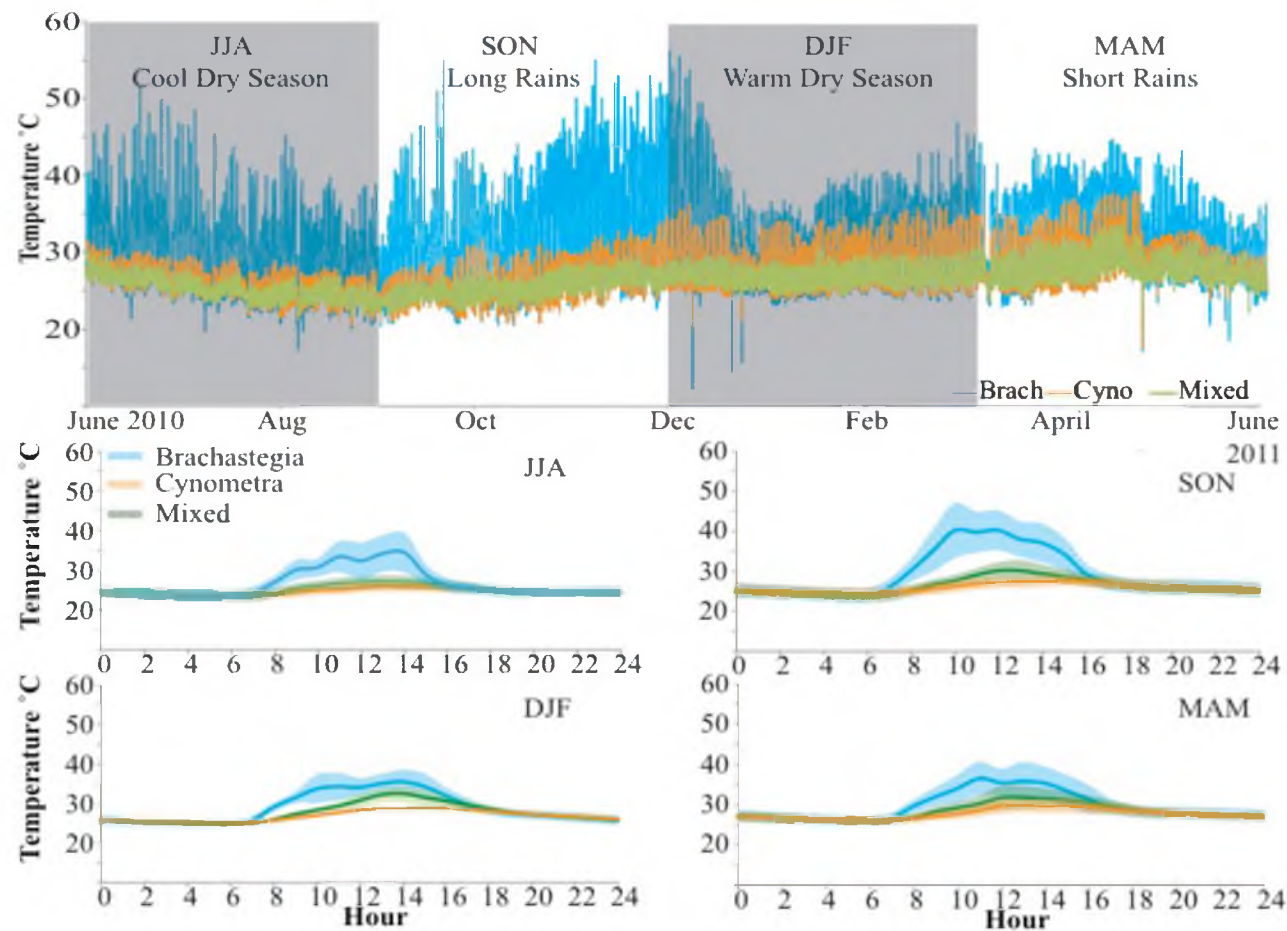 60
JJA
SON
DJF
MAM
Cool Dry Season
Long Rains
Warm Dry Season
Short Rains
50
40
30
20
Temperature °C
Brach
Cyno
Mixed
June 2010
Aug
Oct
Dec
Feb
April
June
2011
60
50
40
30
20
Temperature °C
Brachastegia
Cynometra
Mixed
JJA
0 2 4 6 8 10 12 14 16 18 20 22 24
60
50
40
30
20
SON
0 2 4 6 8 10 12 14 16 18 20 22 24
60
50
40
30
20
Temperature °C
DJF
0 2 4 6 8 10 12 14 16 18 20 22 24
Hour
60
50
40
30
20
MAM
0 2 4 6 8 10 12 14 16 18 20 22 24
Hour